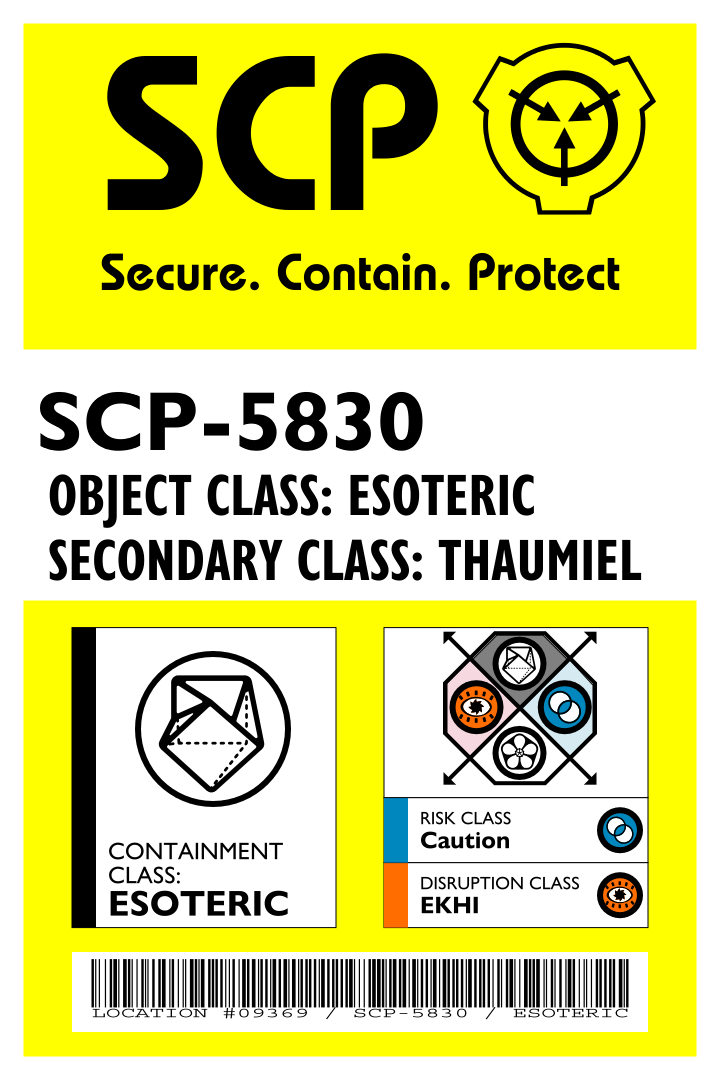 SCP
Secure. Contain. Protect
SCP-5830
OBJECT CLASS: ESOTERIC
SECONDARY CLASS: THAUMIEL
CONTAINMENT
CLASS:
ESOTERIC
RISK CLASS
Caution
DISRUPTION CLASS
EKHI
LOCATION #09369 / SCP-5830 / ESOTERIC